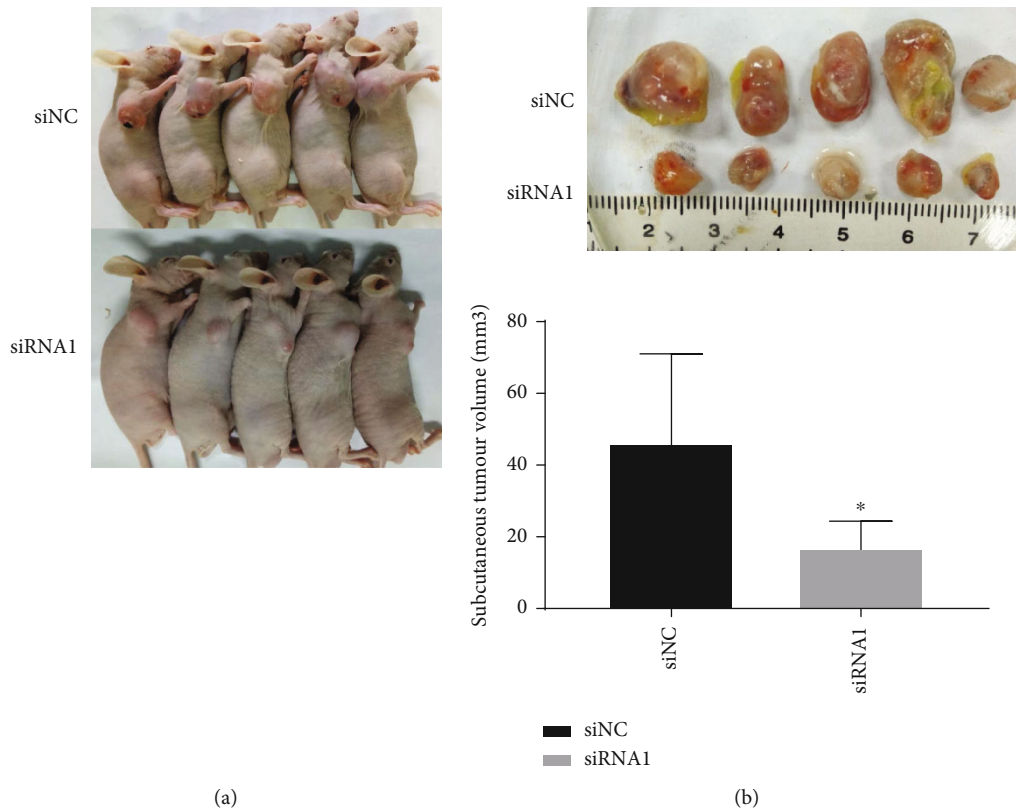 siNC
siRNA1
(a)
siNC
siRNA1
2 3 4 5 6 7
Subcutaneous tumour volume (mm3)
80
60
40
20
0
*
siNC
siRNA1
siNC
siRNA1
(b)